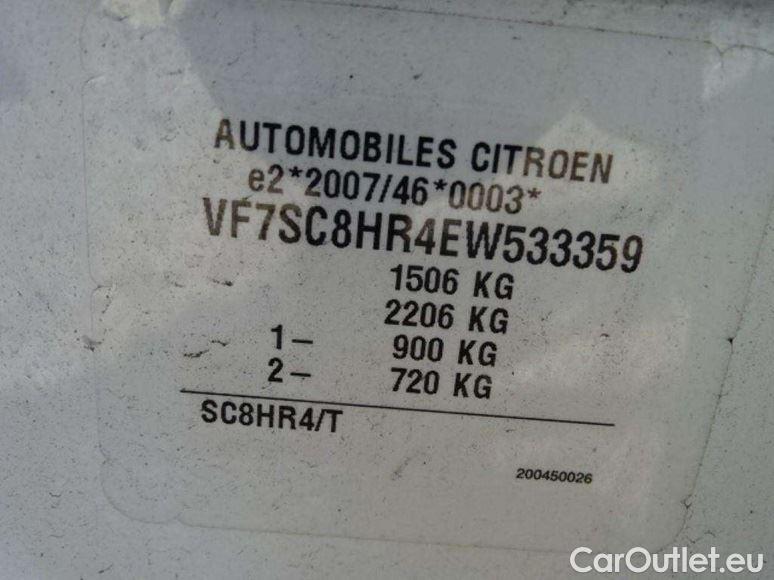 AUTOMOBILES CITROEN
e2*2007/46*0003*
VF7SC8HR4EW533359
1506 KG
2206 KG
1- 900 KG
2- 720 KG
SC8HR4/T
200450026
CarOutlet.eu